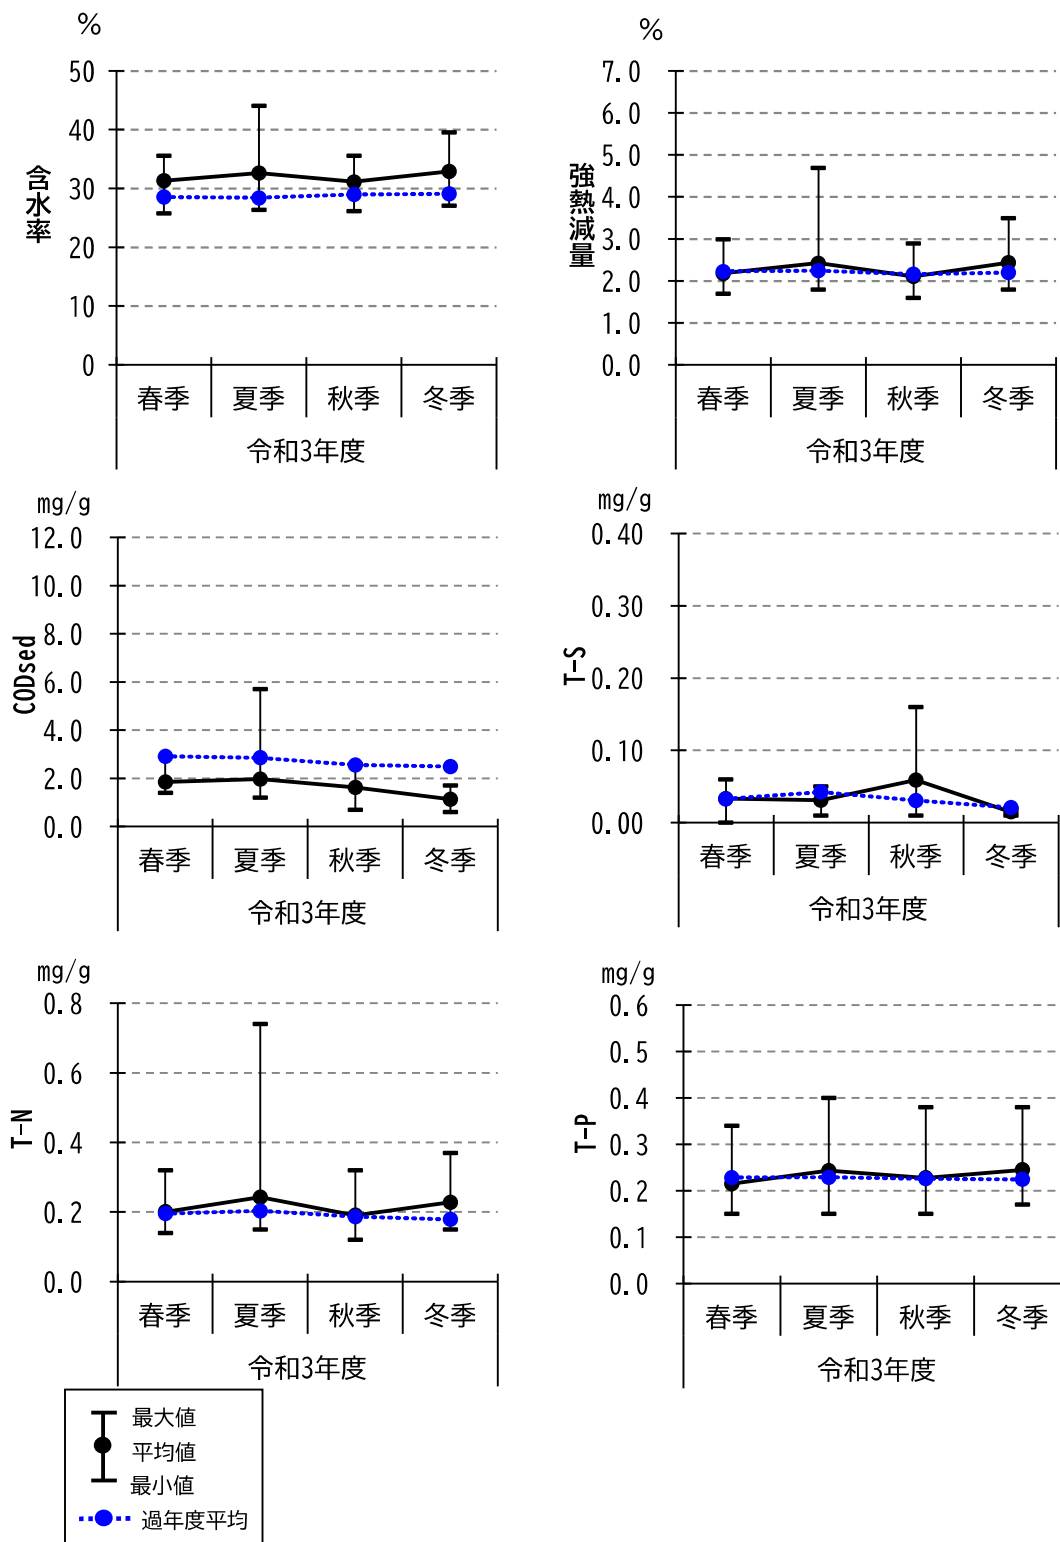 %
50
40
30
20
10
0
含水率
春季 夏季 秋季 冬季
令和3年度
%
7.0
6.0
5.0
4.0
3.0
2.0
1.0
0.0
強熱減量
春季 夏季 秋季 冬季
令和3年度
mg/g
12.0
10.0
8.0
6.0
4.0
2.0
0.0
CODsed
春季 夏季 秋季 冬季
令和3年度
mg/g
0.40
0.30
0.20
0.10
0.00
T-S
春季 夏季 秋季 冬季
令和3年度
mg/g
0.8
0.6
0.4
0.2
0.0
T-N
春季 夏季 秋季 冬季
令和3年度
mg/g
0.6
0.5
0.4
0.3
0.2
0.1
0.0
T-P
春季 夏季 秋季 冬季
令和3年度
最大値
平均値
最小値
過年度平均